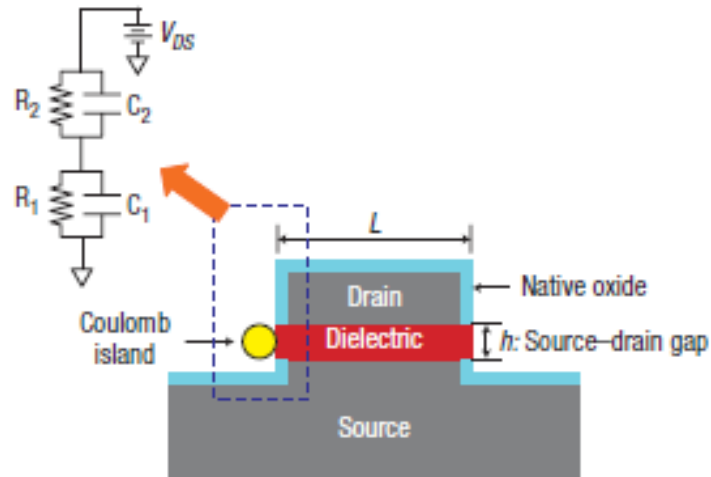 V_DS
R_2
C_2
R_1
C_1
L
Drain
Native oxide
Coulomb
island
Dielectric
h: Source–drain gap
Source